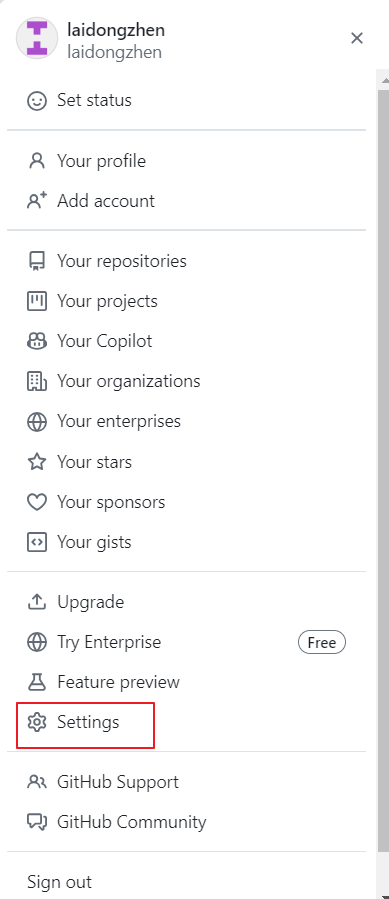 laidongzhen
laidongzhen
Set status
Your profile
Add account
Your repositories
Your projects
Your Copilot
Your organizations
Your enterprises
Your stars
Your sponsors
Your gists
Upgrade
Try Enterprise Free
Feature preview
Settings
GitHub Support
GitHub Community
Sign out